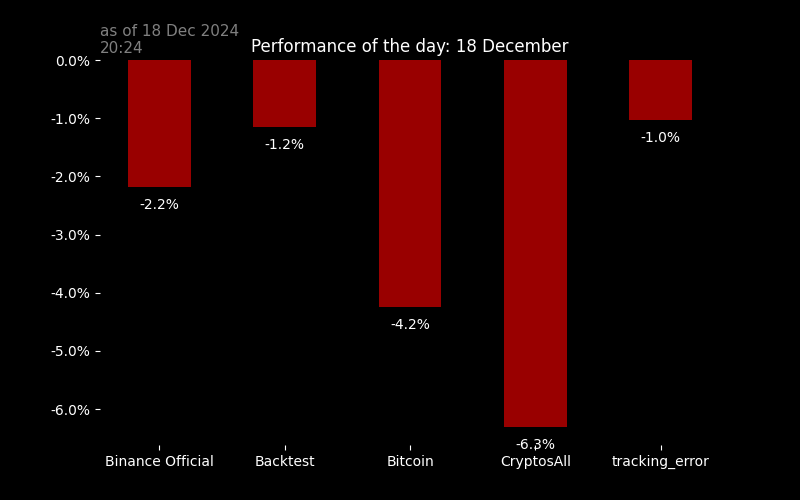 as of 18 Dec 2024
20:24
Performance of the day: 18 December
0.0%
-1.0%
-2.0%
-3.0%
-4.0%
-5.0%
-6.0%
-2.2%
-1.2%
-4.2%
-6.3%
-1.0%
Binance Official
Backtest
Bitcoin
CryptosAll
tracking_error